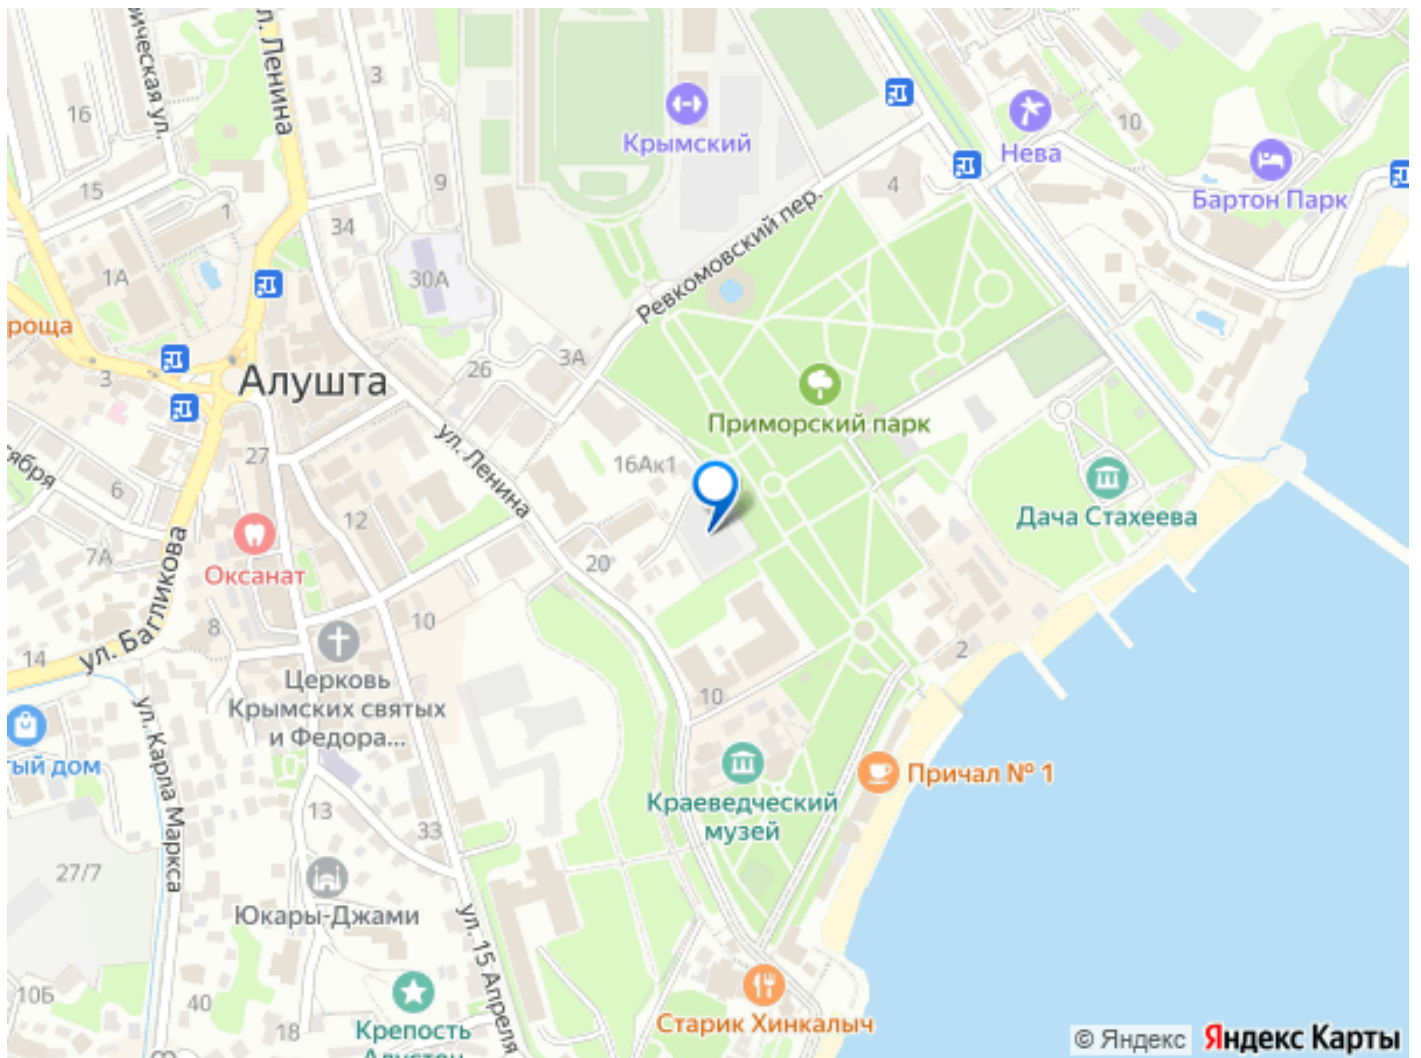 ул. Ленина
3
16
Крымский
10
Нева
15
9
4
Бартон Парк
1
34
1А
30А
Ревкомовский пер.
роща
3А
3
26
Алушта
Приморский парк
ул. Ленина
27
16Ак1
6
12
Дача Стахеева
7А
20
Оксанат
ул. Багликова
8
10
14
2
Церковь
Крымских святых
и Федора...
10
ул. Карла Маркса
тый дом
Причал № 1
Краеведческий
музей
13
33
27/7
Юкары-Джами
ул. 15 Апреля
10Б
40
18
Крепость
Алустон
Старик Хинкалыч
© Яндекс
Яндекс Карты